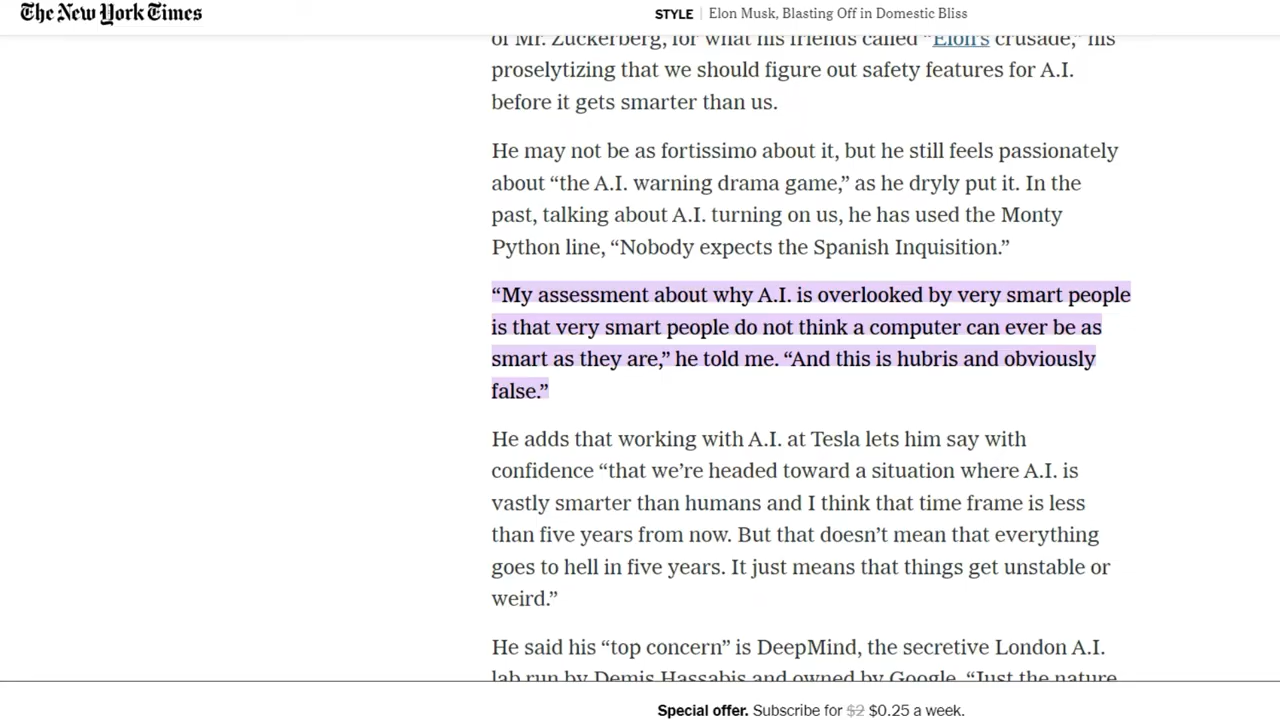 The New York Times
STYLE | Elon Musk, Blasting Off in Domestic Bliss
of Mr. Zuckerberg, for what his friends called “Elon’s crusade,” his
proselytizing that we should figure out safety features for A.I.
before it gets smarter than us.
He may not be as fortissimo about it, but he still feels passionately
about “the A.I. warning drama game,” as he dryly put it. In the
past, talking about A.I. turning on us, he has used the Monty
Python line, “Nobody expects the Spanish Inquisition.”
“My assessment about why A.I. is overlooked by very smart people
is that very smart people do not think a computer can ever be as
smart as they are,” he told me. “And this is hubris and obviously
false.”
He adds that working with A.I. at Tesla lets him say with
confidence “that we’re headed toward a situation where A.I. is
vastly smarter than humans and I think that time frame is less
than five years from now. But that doesn’t mean that everything
goes to hell in five years. It just means that things get unstable or
weird.”
He said his “top concern” is DeepMind, the secretive London A.I.
lab run by Demis Hassabis and owned by Google. “Just the nature
Special offer. Subscribe for $2 $0.25 a week.